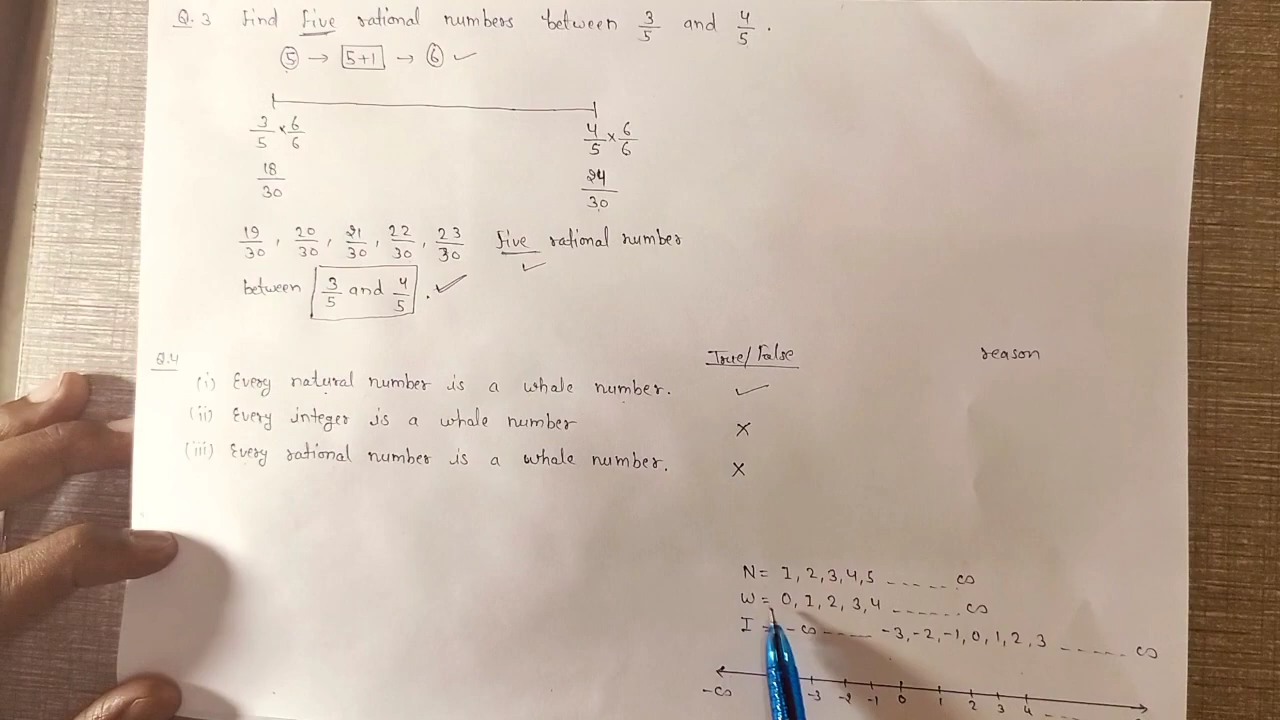 Q.3 Find Five rational numbers between 3/5 and 4/5.
5 → 5+1 → 6 ✓
3/5 × 6/6 4/5 × 6/6
18/30 24/30
19/30, 20/30, 21/30, 22/30, 23/30 Five rational number
between 3/5 and 4/5. ✓
Q.4 True/False reason
(i) Every natural number is a whole number. ✓
(ii) Every integer is a whole number ×
(iii) Every rational number is a whole number. ×
N = 1, 2, 3, 4, 5 ----- ∞
W = 0, 1, 2, 3, 4 ------ ∞
I = -∞ ---- -3, -2, -1, 0, 1, 2, 3 ----- ∞
-∞ -3 -2 -1 0 1 2 3 4 ---